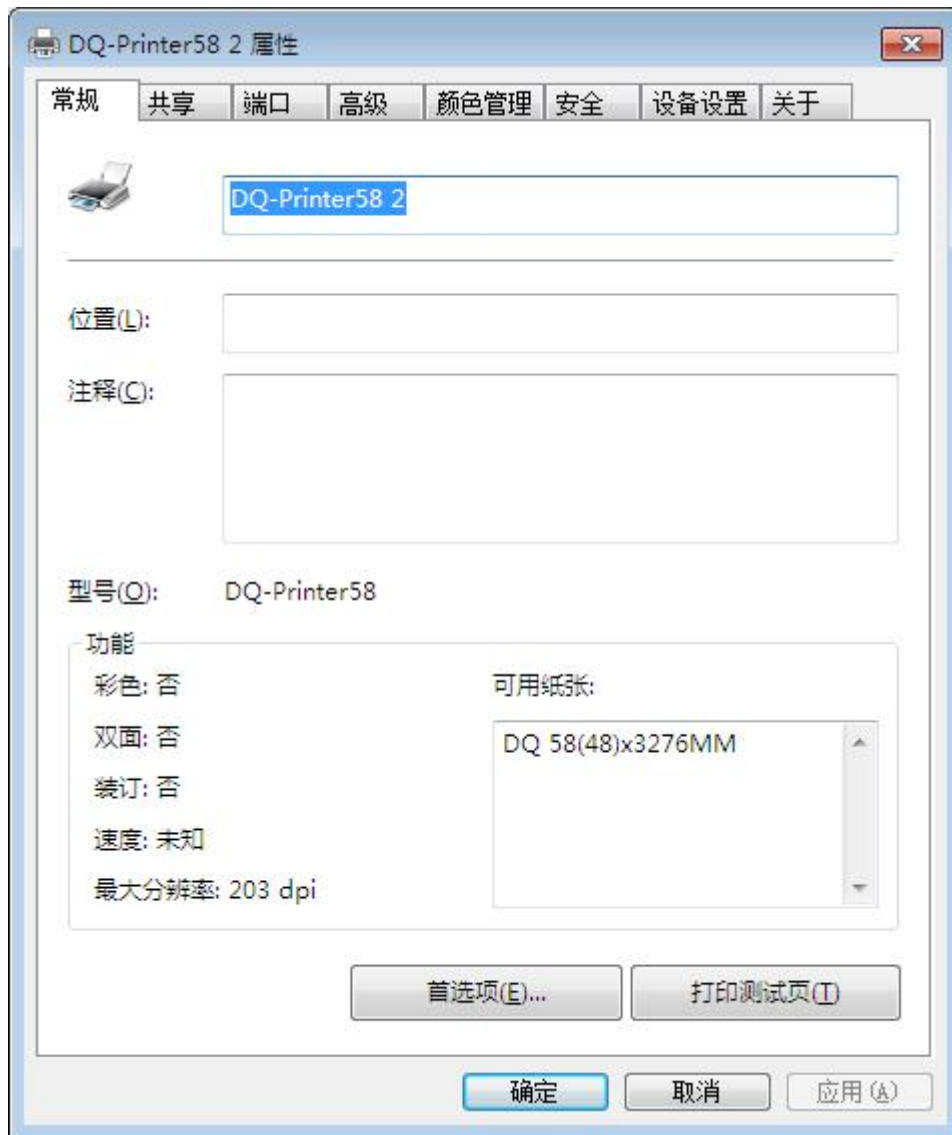 DQ-Printer58 2 属性
常规 共享 端口 高级 颜色管理 安全 设备设置 关于
DQ-Printer58 2
位置(L):
注释(C):
型号(O): DQ-Printer58
功能
彩色: 否 可用纸张:
双面: 否 DQ 58(48)x3276MM
装订: 否
速度: 未知
最大分辨率: 203 dpi
首选项(E)... 打印测试页(T)
确定 取消 应用(A)